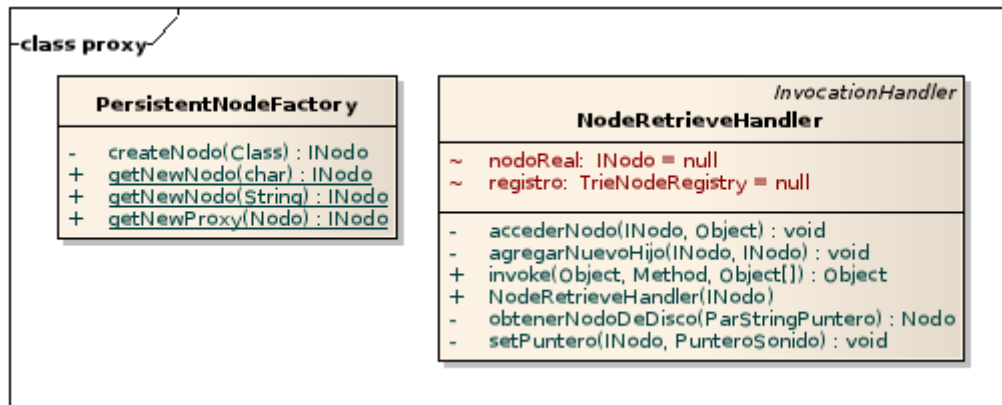 class proxy
PersistentNodeFactory
- createNodo(Class) : INodo
+ getNewNodo(char) : INodo
+ getNewNodo(String) : INodo
+ getNewProxy(Nodo) : INodo
InvocationHandler
NodeRetrieveHandler
~ nodoReal: INodo = null
~ registro: TrieNodeRegistry = null
- accederNodo(INodo, Object) : void
- agregarNuevoHijo(INodo, INodo) : void
+ invoke(Object, Method, Object[]) : Object
+ NodeRetrieveHandler(INodo)
- obtenerNodoDeDisco(ParStringPuntero) : Nodo
- setPuntero(INodo, PunteroSonido) : void